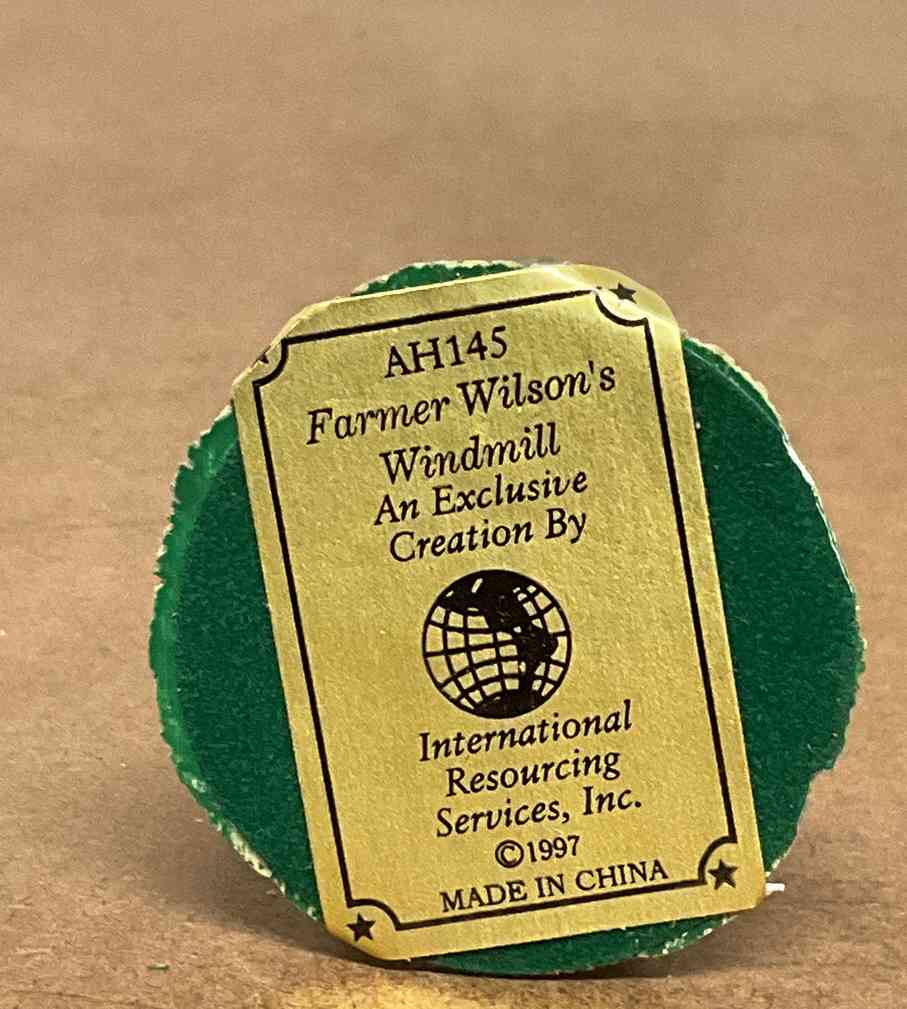 AH145
Farmer Wilson's
Windmill
An Exclusive
Creation By
International
Resourcing
Services, Inc.
©1997
MADE IN CHINA